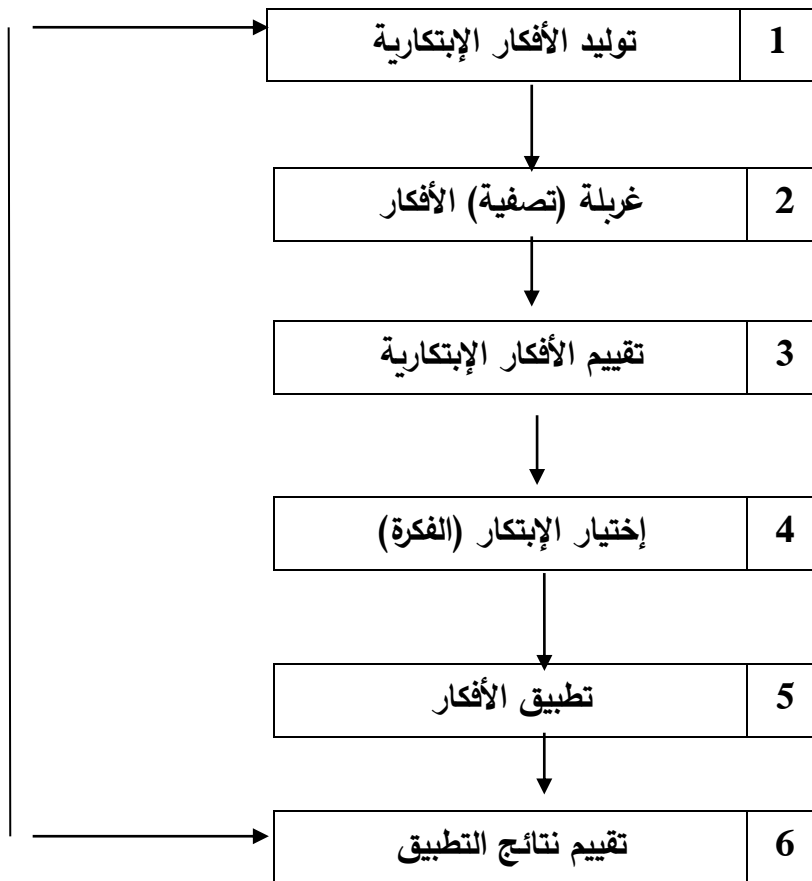 1 توليد الأفكار الإبتكارية
2 غربلة (تصفية) الأفكار
3 تقييم الأفكار الإبتكارية
4 إختيار الإبتكار (الفكرة)
5 تطبيق الأفكار
6 تقييم نتائج التطبيق